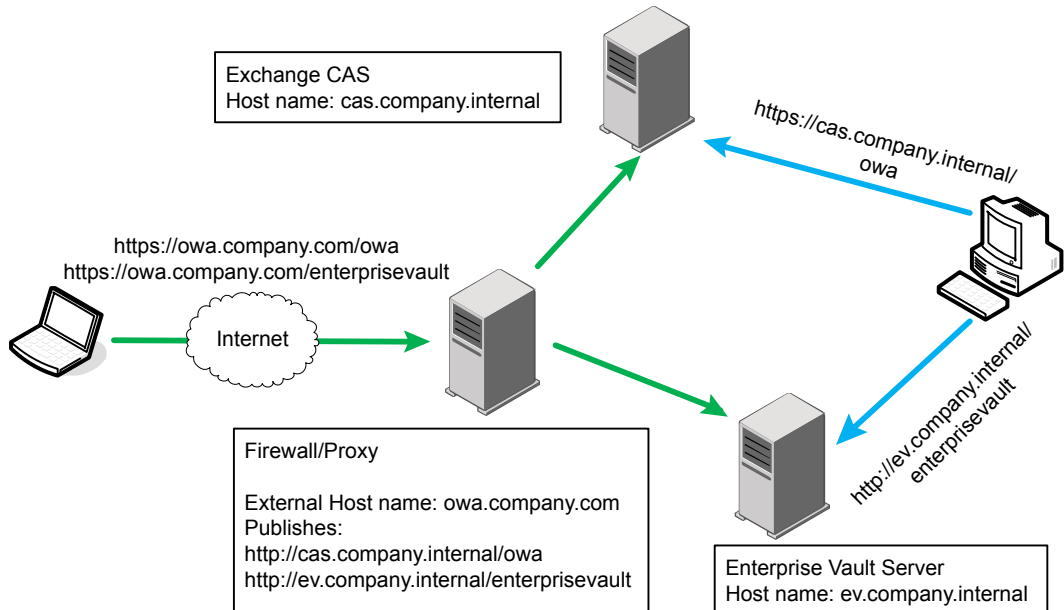 Exchange CAS
Host name: cas.company.internal
https://cas.company.internal/
owa
https://owa.company.com/owa
https://owa.company.com/enterprisevault
Internet
http://ev.company.internal/
enterprisevault
Firewall/Proxy
External Host name: owa.company.com
Publishes:
http://cas.company.internal/owa
http://ev.company.internal/enterprisevault
Enterprise Vault Server
Host name: ev.company.internal